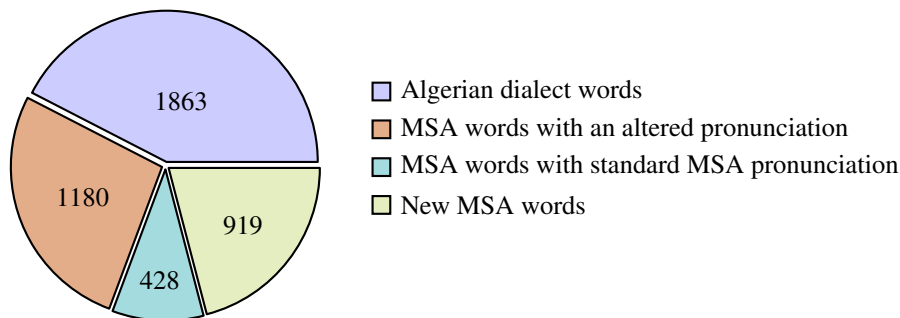 1863
Algerian dialect words
MSA words with an altered pronunciation
MSA words with standard MSA pronunciation
New MSA words
1180
919
428